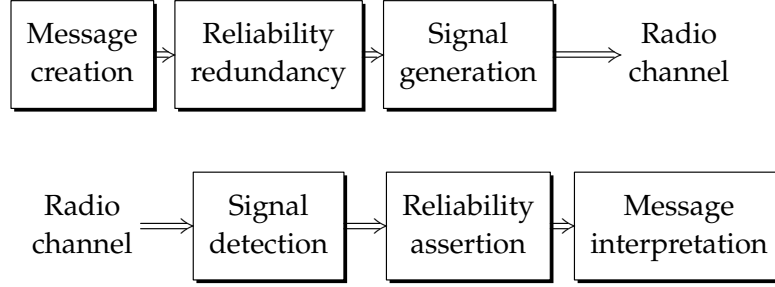 Message
creation
Reliability
redundancy
Signal
generation
Radio
channel
Radio
channel
Signal
detection
Reliability
assertion
Message
interpretation